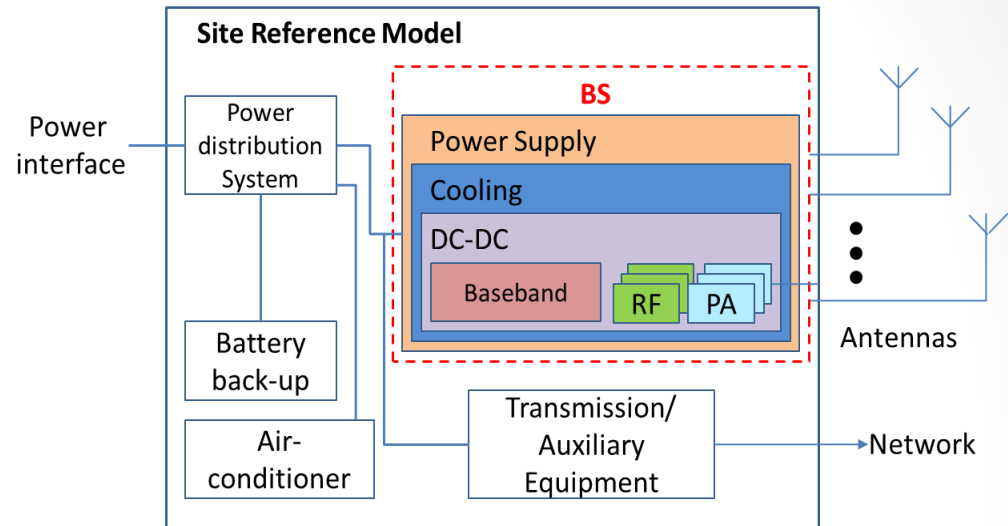 Site Reference Model
BS
Power
interface
Power
distribution
System
Power Supply
Cooling
DC-DC
Baseband
RF
PA
Battery
back-up
Antennas
Air-
conditioner
Transmission/
Auxiliary
Equipment
Network